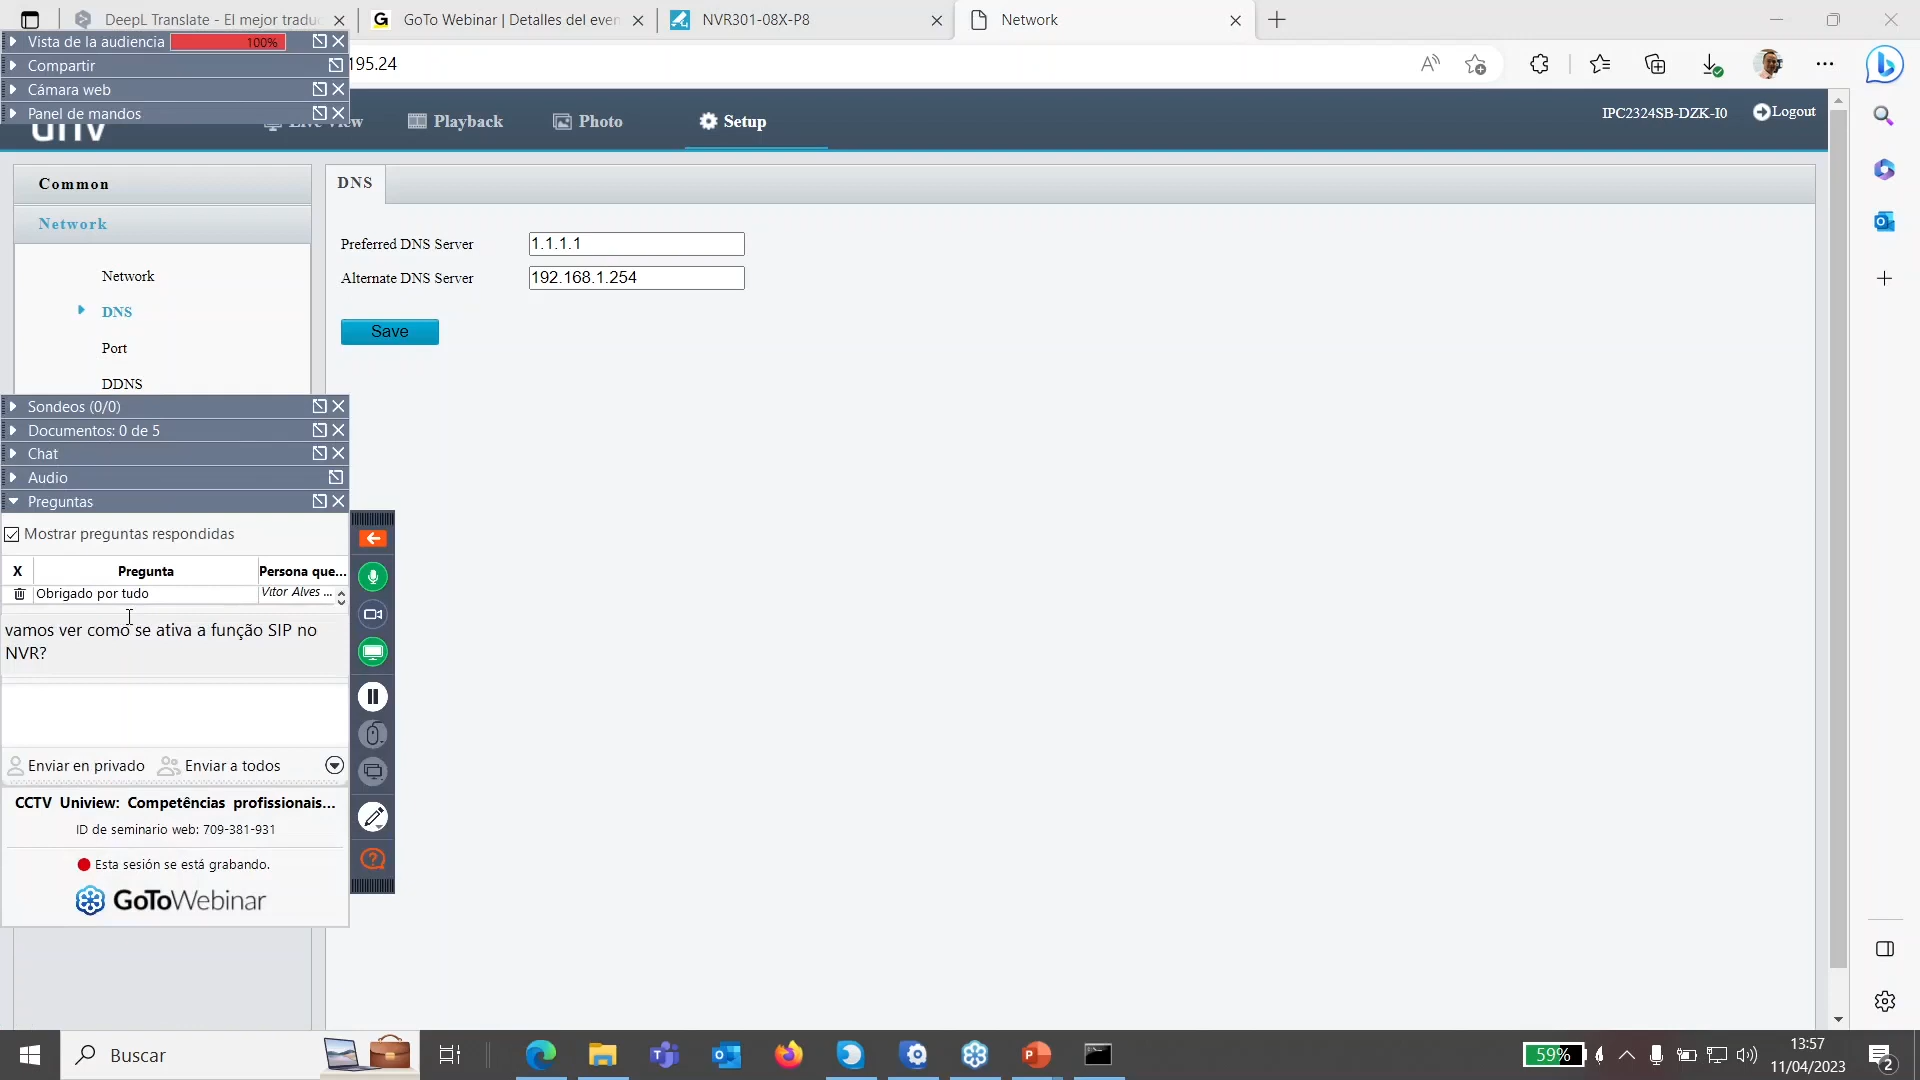 DeepL Translate - El mejor traduc
GoTo Webinar | Detalles del even
NVR301-08X-P8
Network
Vista de la audiencia 100%
Compartir
Cámara web
Panel de mandos
195.24
Playback
Photo
Setup
IPC2324SB-DZK-I0
Logout
Common
Network
Network
DNS
Port
DDNS
DNS
Preferred DNS Server 1.1.1.1
Alternate DNS Server 192.168.1.254
Save
Sondeos (0/0)
Documentos: 0 de 5
Chat
Audio
Preguntas
Mostrar preguntas respondidas
X Pregunta Persona que...
Obrigado por tudo Vitor Alves ...
vamos ver como se ativa a função SIP no
NVR?
Enviar en privado Enviar a todos
CCTV Uniview: Competências profissionais...
ID de seminario web: 709-381-931
Esta sesión se está grabando.
GoToWebinar
Buscar
59%
13:57
11/04/2023
2